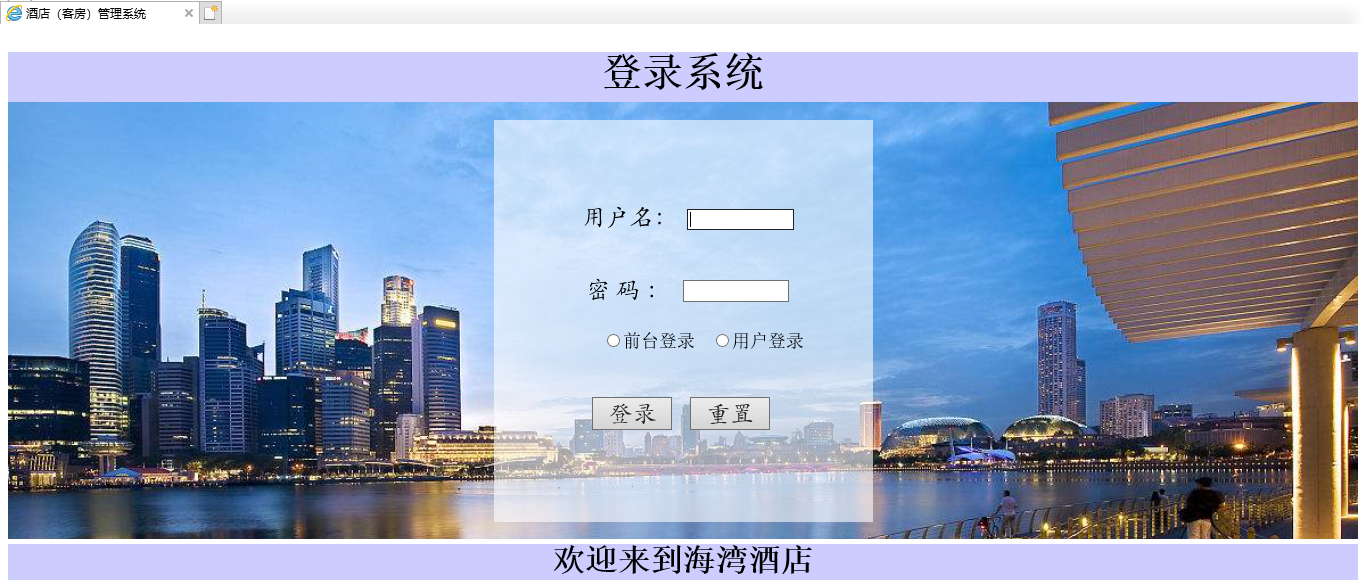 酒店（客房）管理系统
登录系统
用户名：
密 码 ：
前台登录 用户登录
登录 重置
欢迎来到海湾酒店